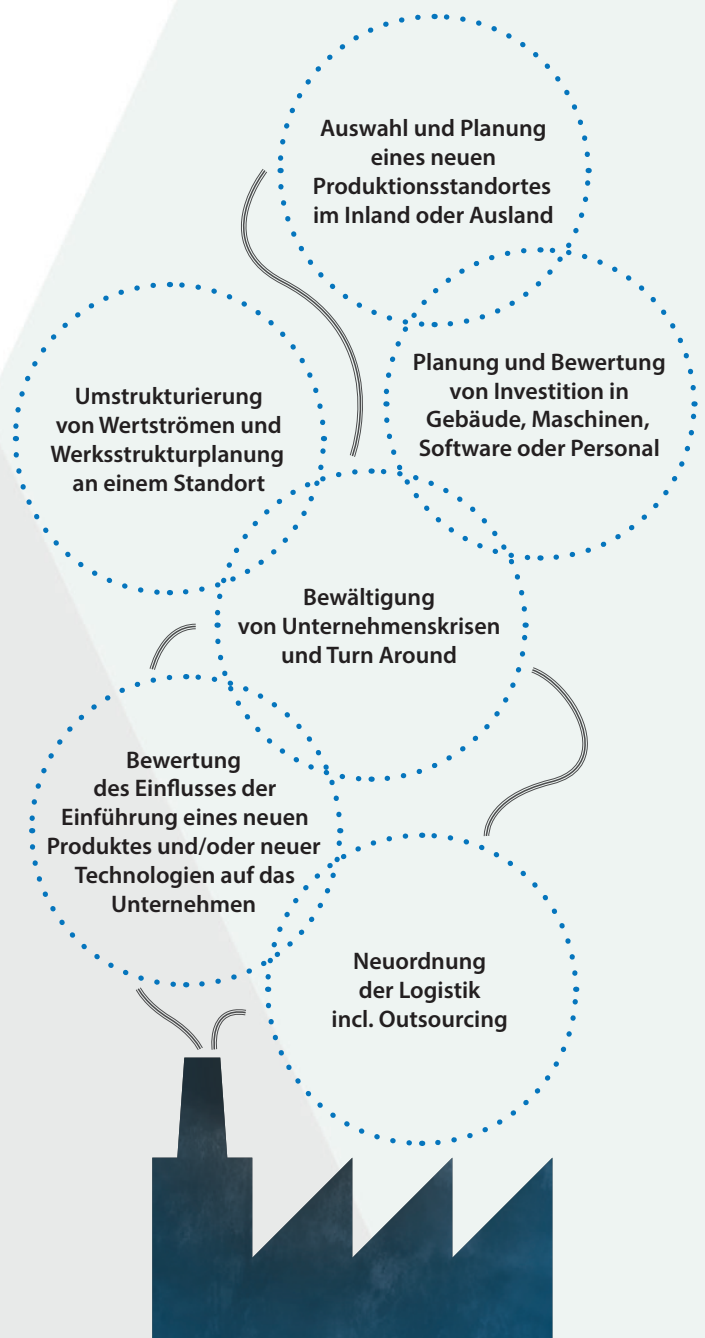 Auswahl und Planung
eines neuen
Produktionsstandortes
im Inland oder Ausland
Planung und Bewertung
von Investition in
Gebäude, Maschinen,
Software oder Personal
Umstrukturierung
von Wertströmen und
Werksstrukturplanung
an einem Standort
Bewältigung
von Unternehmenskrisen
und Turn Around
Bewertung
des Einflusses der
Einführung eines neuen
Produktes und/oder neuer
Technologien auf das
Unternehmen
Neuordnung
der Logistik
incl. Outsourcing